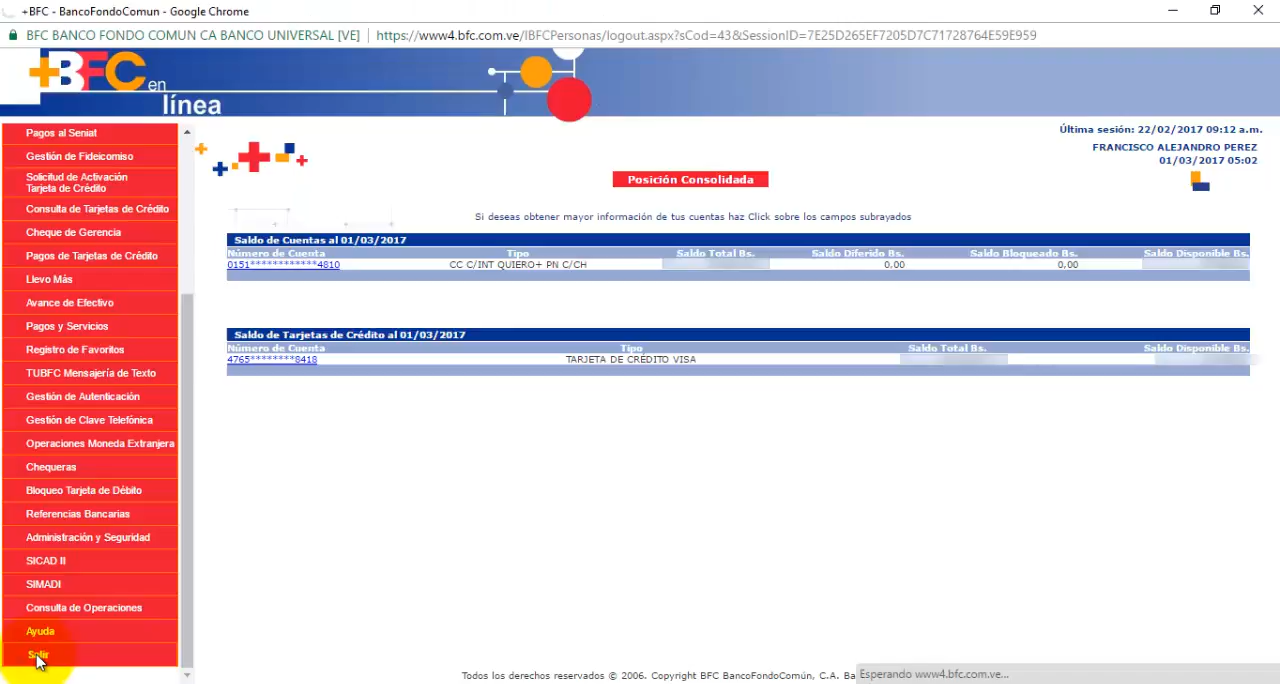 +BFC - BancoFondoComun - Google Chrome
BFC BANCO FONDO COMUN CA BANCO UNIVERSAL [VE] | https://www4.bfc.com.ve/IBFCPersonas/logout.aspx?sCod=43&SessionID=7E25D265EF7205D7C71728764E59E959
+BFC en
línea
Última sesión: 22/02/2017 09:12 a.m.
FRANCISCO ALEJANDRO PEREZ
01/03/2017 05:02
Pagos al Seniat
Gestión de Fideicomiso
Solicitud de Activación
Tarjeta de Crédito
Consulta de Tarjetas de Crédito
Cheque de Gerencia
Pagos de Tarjetas de Crédito
Llevo Más
Avance de Efectivo
Pagos y Servicios
Registro de Favoritos
TUBFC Mensajería de Texto
Gestión de Autenticación
Gestión de Clave Telefónica
Operaciones Moneda Extranjera
Chequeras
Bloqueo Tarjeta de Débito
Referencias Bancarias
Administración y Seguridad
SICAD II
SIMADI
Consulta de Operaciones
Ayuda
Salir
Posición Consolidada
Si deseas obtener mayor información de tus cuentas haz Click sobre los campos subrayados
Saldo de Cuentas al 01/03/2017
Número de Cuenta Tipo Saldo Total Bs. Saldo Diferido Bs. Saldo Bloqueado Bs. Saldo Disponible Bs.
0151************4810 CC C/INT QUIERO+ PN C/CH 0,00 0,00
Saldo de Tarjetas de Crédito al 01/03/2017
Número de Cuenta Tipo Saldo Total Bs. Saldo Disponible Bs.
4765********8418 TARJETA DE CRÉDITO VISA
Todos los derechos reservados © 2006. Copyright BFC BancoFondoComún, C.A. Ba
Esperando www4.bfc.com.ve...